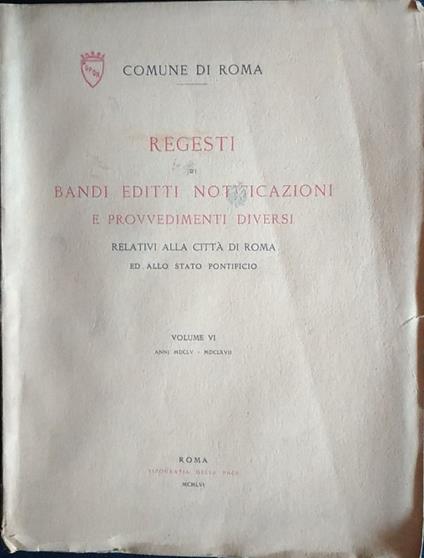 SPQR
COMUNE DI ROMA
REGESTI
DI
BANDI EDITTI NOTIFICAZIONI
E PROVVEDIMENTI DIVERSI
RELATIVI ALLA CITTÀ DI ROMA
ED ALLO STATO PONTIFICIO
VOLUME VI
ANNI MDCLV - MDCLXVII
ROMA
TIPOGRAFIA DELLA PACE
MCMLVI